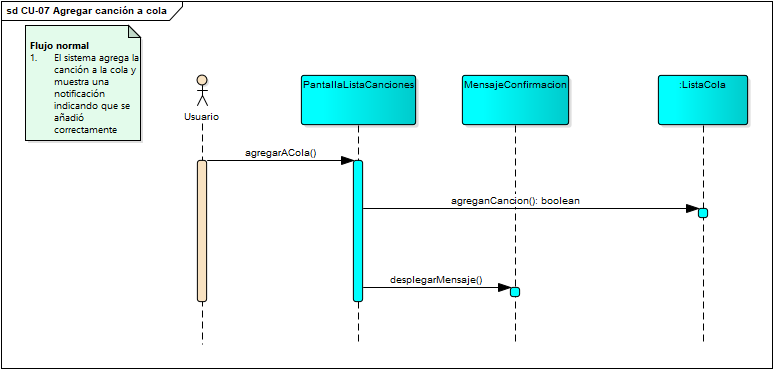 sd CU-07 Agregar canción a cola
Flujo normal
1. El sistema agrega la
canción a la cola y
muestra una
notificación
indicando que se
añadió
correctamente
Usuario
PantallaListaCanciones
MensajeConfirmacion
:ListaCola
agregarACola()
agreganCancion(): boolean
desplegarMensaje()